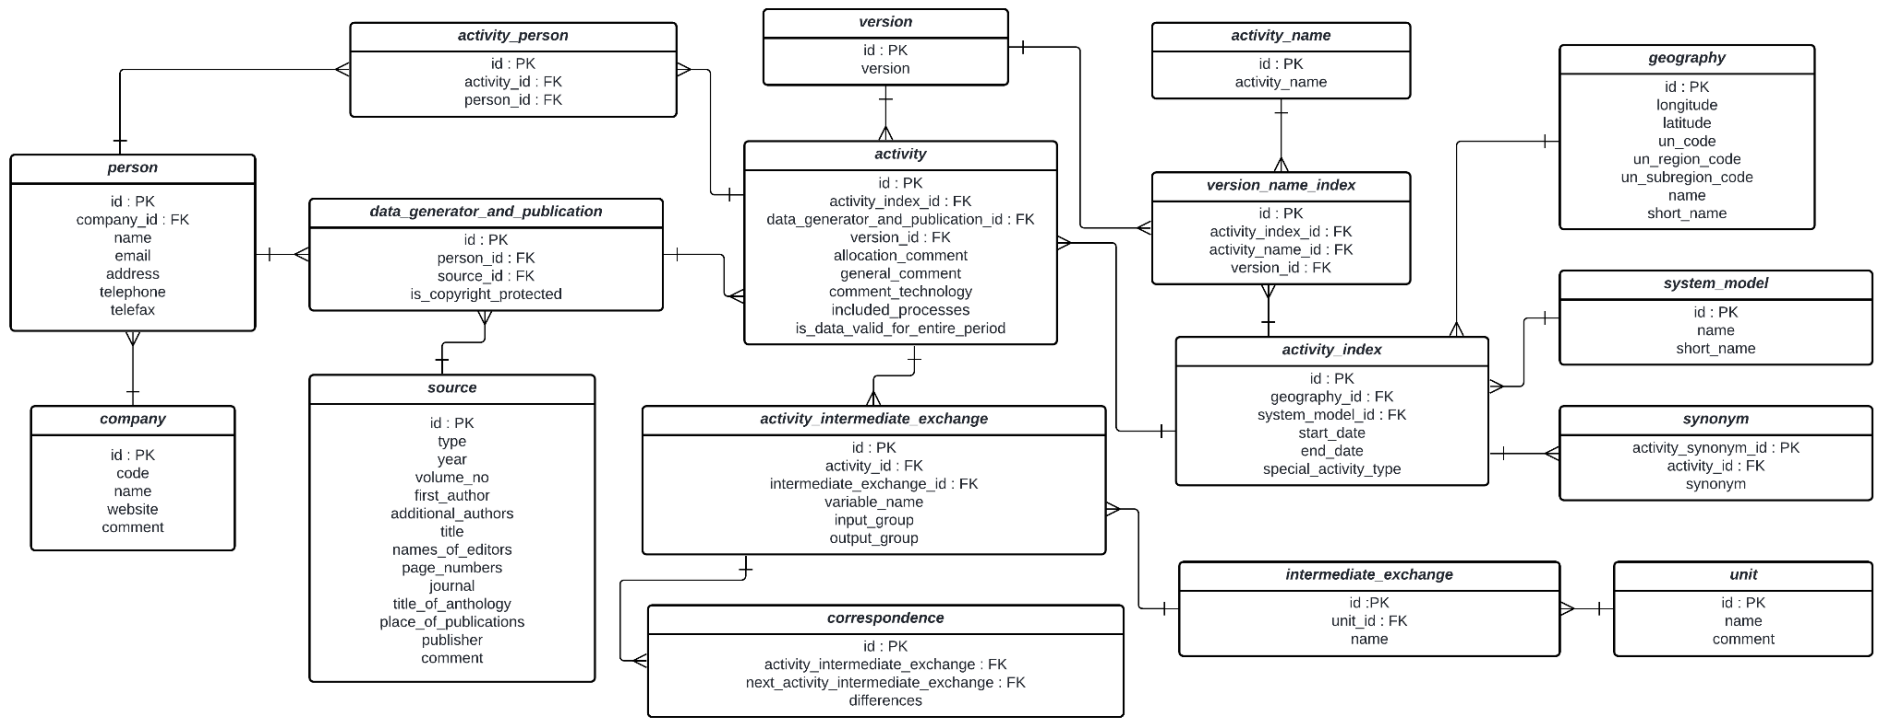 activity_person
id : PK
activity_id : FK
person_id : FK
version
id : PK
version
activity_name
id : PK
activity_name
geography
id : PK
longitude
latitude
un_code
un_region_code
un_subregion_code
name
short_name
person
id : PK
company_id : FK
name
email
address
telephone
telefax
data_generator_and_publication
id : PK
person_id : FK
source_id : FK
is_copyright_protected
activity
id : PK
activity_index_id : FK
data_generator_and_publication_id : FK
version_id : FK
allocation_comment
general_comment
comment_technology
included_processes
is_data_valid_for_entire_period
version_name_index
id : PK
activity_index_id : FK
activity_name_id : FK
version_id : FK
system_model
id : PK
name
short_name
activity_index
id : PK
geography_id : FK
system_model_id : FK
start_date
end_date
special_activity_type
synonym
activity_synonym_id : PK
activity_id : FK
synonym
company
id : PK
code
name
website
comment
source
id : PK
type
year
volume_no
first_author
additional_authors
title
names_of_editors
page_numbers
journal
title_of_anthology
place_of_publications
publisher
comment
activity_intermediate_exchange
id : PK
activity_id : FK
intermediate_exchange_id : FK
variable_name
input_group
output_group
correspondence
id : PK
activity_intermediate_exchange : FK
next_activity_intermediate_exchange : FK
differences
intermediate_exchange
id :PK
unit_id : FK
name
unit
id : PK
name
comment